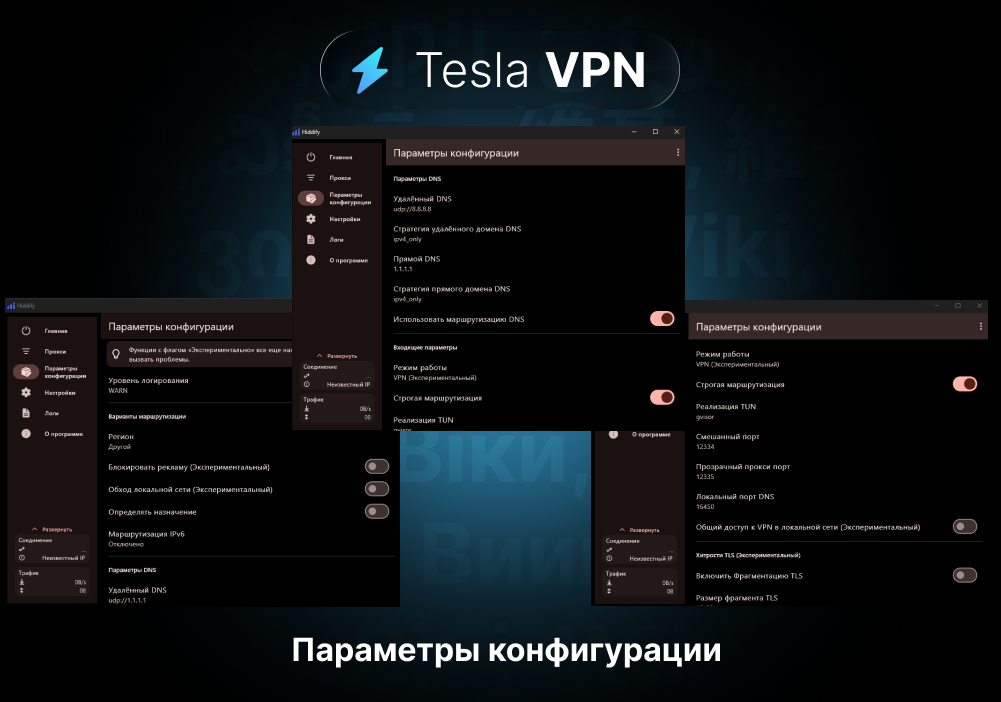 Tesla VPN
Hiddify
Главная
Прокси
Параметры
конфигурации
Настройки
Логи
О программе
Развернуть
Соединение
...
Неизвестный IP
Трафик
0B/s
0B
Параметры конфигурации
Параметры DNS
Удалённый DNS
udp://8.8.8.8
Стратегия удалённого домена DNS
ipv4_only
Прямой DNS
1.1.1.1
Стратегия прямого домена DNS
ipv4_only
Использовать маршрутизацию DNS
Входящие параметры
Режим работы
VPN (Экспериментальный)
Строгая маршрутизация
Реализация TUN
gvisor
Hiddify
Главная
Прокси
Параметры
конфигурации
Настройки
Логи
О программе
Развернуть
Соединение
...
Неизвестный IP
Трафик
0B/s
0B
Параметры конфигурации
Функции с флагом «Экспериментально» все еще
вызвать проблемы.
Уровень логирования
WARN
Варианты маршрутизации
Регион
Другой
Блокировать рекламу (Экспериментальный)
Обход локальной сети (Экспериментальный)
Определять назначение
Маршрутизация IPv6
Отключено
Параметры DNS
Удалённый DNS
udp://1.1.1.1
О программе
Развернуть
Соединение
...
Неизвестный IP
Трафик
0B/s
0B
Параметры конфигурации
Режим работы
VPN (Экспериментальный)
Строгая маршрутизация
Реализация TUN
gvisor
Смешанный порт
12334
Прозрачный прокси порт
12335
Локальный порт DNS
16450
Общий доступ к VPN в локальной сети (Экспериментальный)
Хитрости TLS (Экспериментальный)
Включить Фрагментацию TLS
Размер фрагмента TLS
Параметры конфигурации